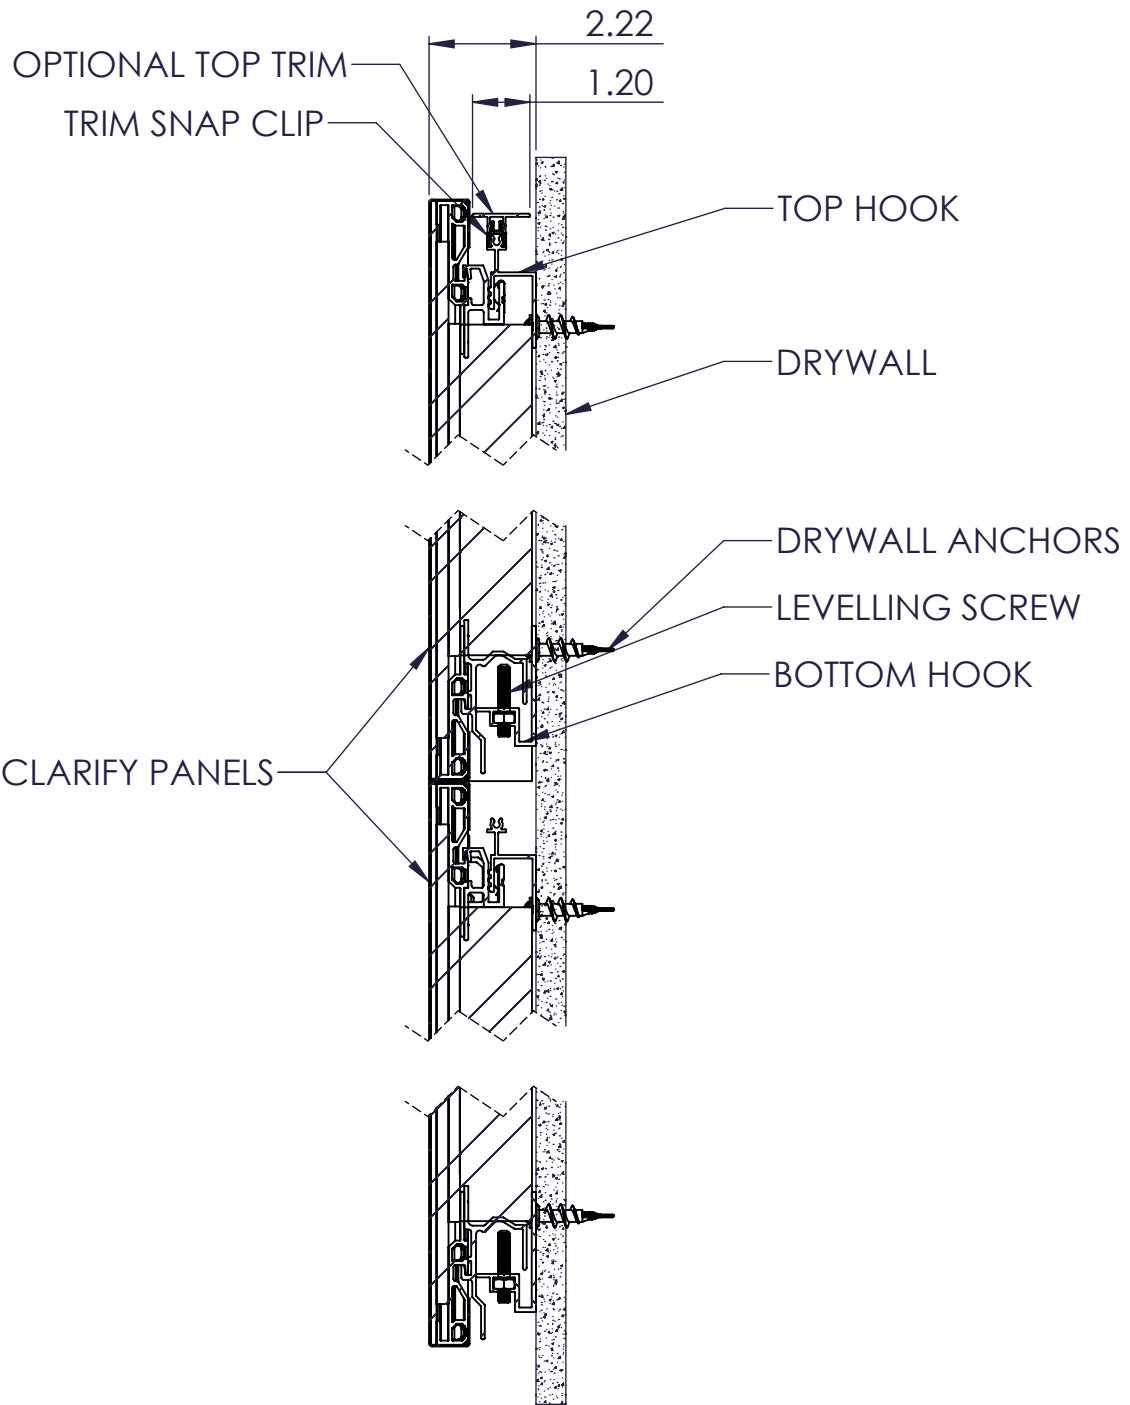 2.22
OPTIONAL TOP TRIM
1.20
TRIM SNAP CLIP
TOP HOOK
DRYWALL
DRYWALL ANCHORS
LEVELLING SCREW
BOTTOM HOOK
CLARIFY PANELS